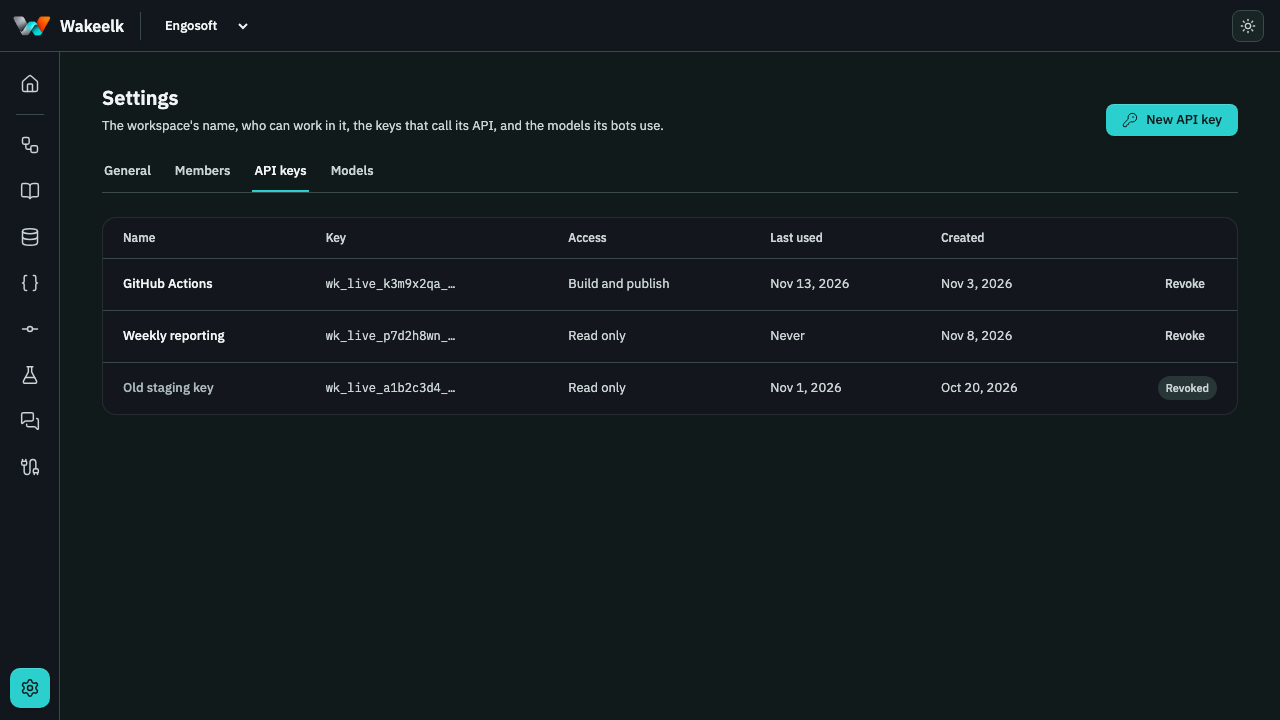 Wakeelk
Engosoft
Settings
The workspace's name, who can work in it, the keys that call its API, and the models its bots use.
New API key
General Members API keys Models
Name Key Access Last used Created
GitHub Actions wk_live_k3m9x2qa_… Build and publish Nov 13, 2026 Nov 3, 2026 Revoke
Weekly reporting wk_live_p7d2h8wn_… Read only Never Nov 8, 2026 Revoke
Old staging key wk_live_a1b2c3d4_… Read only Nov 1, 2026 Oct 20, 2026 Revoked